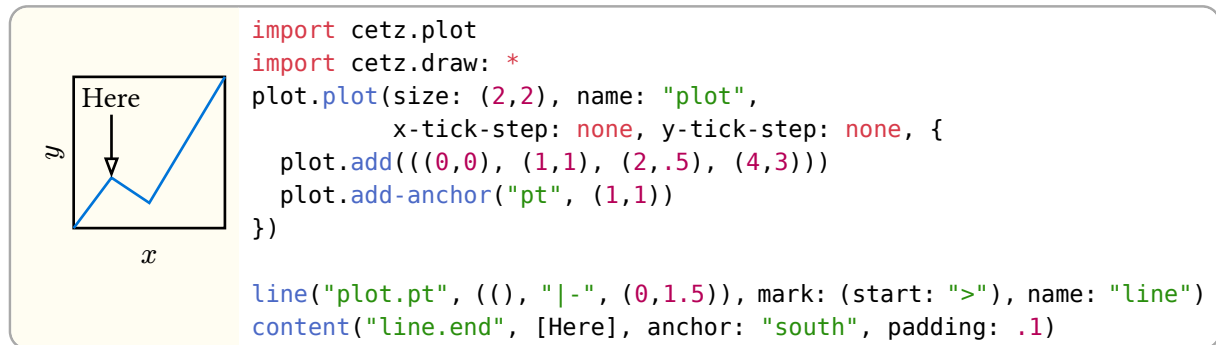 Here
y
x
import cetz.plot
import cetz.draw: *
plot.plot(size: (2,2), name: "plot",
          x-tick-step: none, y-tick-step: none, {
  plot.add(((0,0), (1,1), (2,.5), (4,3)))
  plot.add-anchor("pt", (1,1))
})

line("plot.pt", ((), "|-", (0,1.5)), mark: (start: ">"), name: "line")
content("line.end", [Here], anchor: "south", padding: .1)